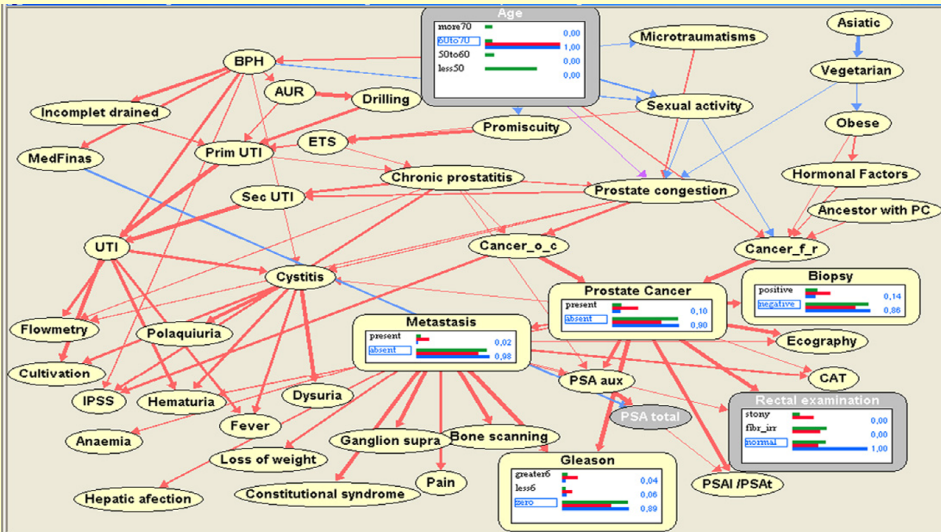 Age
more70 0,00
60to70 1,00
50to60 0,00
less50 0,00
Microtraumatisms
Asiatic
BPH
Vegetarian
AUR
Drilling
Sexual activity
Incomplet drained
Obese
ETS
Promiscuity
MedFinas
Prim UTI
Chronic prostatitis
Prostate congestion
Hormonal Factors
Sec UTI
Ancestor with PC
UTI
Cancer_o_c
Cancer_f_r
Cystitis
Biopsy
positive 0,14
negative 0,86
Prostate Cancer
present 0,10
absent 0,90
Metastasis
present 0,02
absent 0,98
Flowmetry
Polaquiuria
Ecography
Cultivation
PSA aux
CAT
IPSS
Hematuria
Dysuria
PSA total
Rectal examination
stony 0,00
fibr_irr 0,00
normal 1,00
Anaemia
Fever
Ganglion supra
Bone scanning
Loss of weight
Gleason
greater6 0,04
less6 0,06
zero 0,89
Pain
PSAl /PSAt
Hepatic afection
Constitutional syndrome